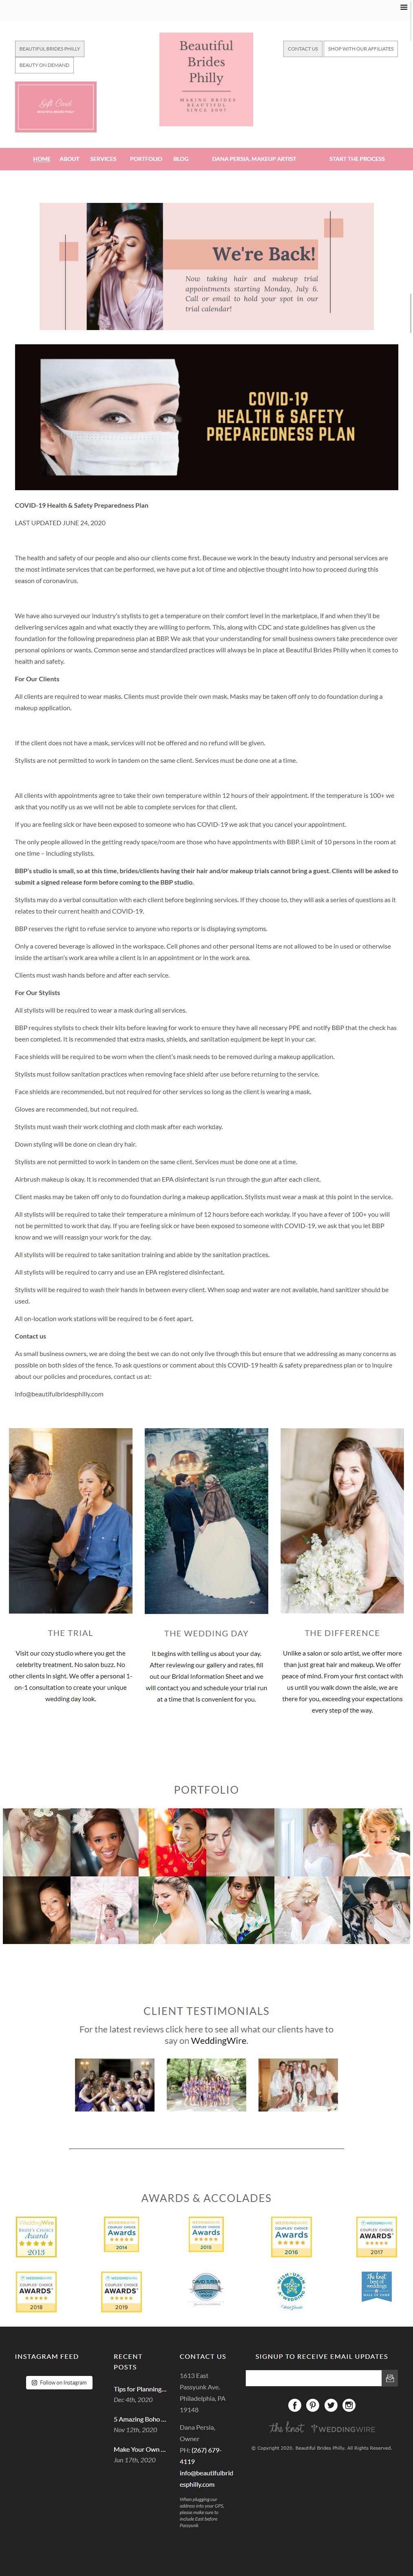 BEAUTIFUL BRIDES PHILLY
BEAUTY ON DEMAND
Gift Card
BEAUTIFUL BRIDES PHILLY
Beautiful
Brides
Philly
MAKING BRIDES
BEAUTIFUL
SINCE 2007.
CONTACT US
SHOP WITH OUR AFFILIATES
HOME ABOUT SERVICES PORTFOLIO BLOG DANA PERSIA, MAKEUP ARTIST START THE PROCESS
We're Back!
Now taking hair and makeup trial
appointments starting Monday, July 6.
Call or email to hold your spot in our
trial calendar!
COVID-19
HEALTH & SAFETY
PREPAREDNESS PLAN
COVID-19 Health & Safety Preparedness Plan
LAST UPDATED JUNE 24, 2020
The health and safety of our people and also our clients come first. Because we work in the beauty industry and personal services are
the most intimate services that can be performed, we have put a lot of time and objective thought into how to proceed during this
season of coronavirus.
We have also surveyed our industry's stylists to get a temperature on their comfort level in the marketplace, if and when they'll be
delivering services again and what exactly they are willing to perform. This, along with CDC and state guidelines has given us the
foundation for the following preparedness plan at BBP. We ask that your understanding for small business owners take precedence over
personal opinions or wants. Common sense and standardized practices will always be in place at Beautiful Brides Philly when it comes to
health and safety.
For Our Clients
All clients are required to wear masks. Clients must provide their own mask. Masks may be taken off only to do foundation during a
makeup application.
If the client does not have a mask, services will not be offered and no refund will be given.
Stylists are not permitted to work in tandem on the same client. Services must be done one at a time.
All clients with appointments agree to take their own temperature within 12 hours of their appointment. If the temperature is 100+ we
ask that you notify us as we will not be able to complete services for that client.
If you are feeling sick or have been exposed to someone who has COVID-19 we ask that you cancel your appointment.
The only people allowed in the getting ready space/room are those who have appointments with BBP. Limit of 10 persons in the room at
one time – including stylists.
BBP's studio is small, so at this time, brides/clients having their hair and/or makeup trials cannot bring a guest. Clients will be asked to
submit a signed release form before coming to the BBP studio.
Stylists may do a verbal consultation with each client before beginning services. If they choose to, they will ask a series of questions as it
relates to their current health and COVID-19.
BBP reserves the right to refuse service to anyone who reports or is displaying symptoms.
Only a covered beverage is allowed in the workspace. Cell phones and other personal items are not allowed to be in used or otherwise
inside the artisan's work area while a client is in an appointment or in the work area.
Clients must wash hands before and after each service.
For Our Stylists
All stylists will be required to wear a mask during all services.
BBP requires stylists to check their kits before leaving for work to ensure they have all necessary PPE and notify BBP that the check has
been completed. It is recommended that extra masks, shields, and sanitation equipment be kept in your car.
Face shields will be required to be worn when the client's mask needs to be removed during a makeup application.
Stylists must follow sanitation practices when removing face shield after use before returning to the service.
Face shields are recommended, but not required for other services so long as the client is wearing a mask.
Gloves are recommended, but not required.
Stylists must wash their work clothing and cloth mask after each workday.
Down styling will be done on clean dry hair.
Stylists are not permitted to work in tandem on the same client. Services must be done one at a time.
Airbrush makeup is okay. It is recommended that an EPA disinfectant is run through the gun after each client.
Client masks may be taken off only to do foundation during a makeup application. Stylists must wear a mask at this point in the service.
All stylists will be required to take their temperature a minimum of 12 hours before each workday. If you have a fever of 100+ you will
not be permitted to work that day. If you are feeling sick or have been exposed to someone with COVID-19, we ask that you let BBP
know and we will reassign your work for the day.
All stylists will be required to take sanitation training and abide by the sanitation practices.
All stylists will be required to carry and use an EPA registered disinfectant.
Stylists will be required to wash their hands in between every client. When soap and water are not available, hand sanitizer should be
used.
All on-location work stations will be required to be 6 feet apart.
Contact us
As small business owners, we are doing the best we can do not only live through this but ensure that we addressing as many concerns as
possible on both sides of the fence. To ask questions or comment about this COVID-19 health & safety preparedness plan or to inquire
about our policies and procedures, contact us at:
info@beautifulbridesphilly.com
THE TRIAL
Visit our cozy studio where you get the
celebrity treatment. No salon buzz. No
other clients in sight. We offer a personal 1-
on-1 consultation to create your unique
wedding day look.
THE WEDDING DAY
It begins with telling us about your day.
After reviewing our gallery and rates, fill
out our Bridal Information Sheet and we
will contact you and schedule your trial run
at a time that is convenient for you.
THE DIFFERENCE
Unlike a salon or solo artist, we offer more
than just great hair and makeup. We offer
peace of mind. From your first contact with
us until you walk down the aisle, we are
there for you, exceeding your expectations
every step of the way.
PORTFOLIO
CLIENT TESTIMONIALS
For the latest reviews click here to see all what our clients have to
say on WeddingWire.
AWARDS & ACCOLADES
WeddingWire
BRIDE'S CHOICE
Awards
2013
WEDDINGWIRE
COUPLES' CHOICE
Awards
2014
WEDDINGWIRE
COUPLES' CHOICE
Awards
2015
WEDDINGWIRE
COUPLES' CHOICE
Awards
2016
WEDDINGWIRE
COUPLE'S CHOICE
AWARDS
2017
WEDDINGWIRE
COUPLE'S CHOICE
AWARDS
2018
WEDDINGWIRE
COUPLE'S CHOICE
AWARDS
2019
DAVID TUTERA
the knot
best of
weddings
HALL OF FAME
INSTAGRAM FEED
Follow on Instagram
RECENT
POSTS
Tips for Planning...
Dec 4th, 2020
5 Amazing Boho ...
Nov 12th, 2020
Make Your Own ...
Jun 17th, 2020
CONTACT US
1613 East
Passyunk Ave.
Philadelphia, PA
19148
Dana Persia,
Owner
PH: (267) 679-
4119
info@beautifulbrid
esphilly.com
When plugging our
address into your GPS,
please make sure to
include East before
Passyunk
SIGNUP TO RECEIVE EMAIL UPDATES
the knot WEDDINGWIRE
© Copyright 2020. Beautiful Brides Philly. All Rights Reserved.